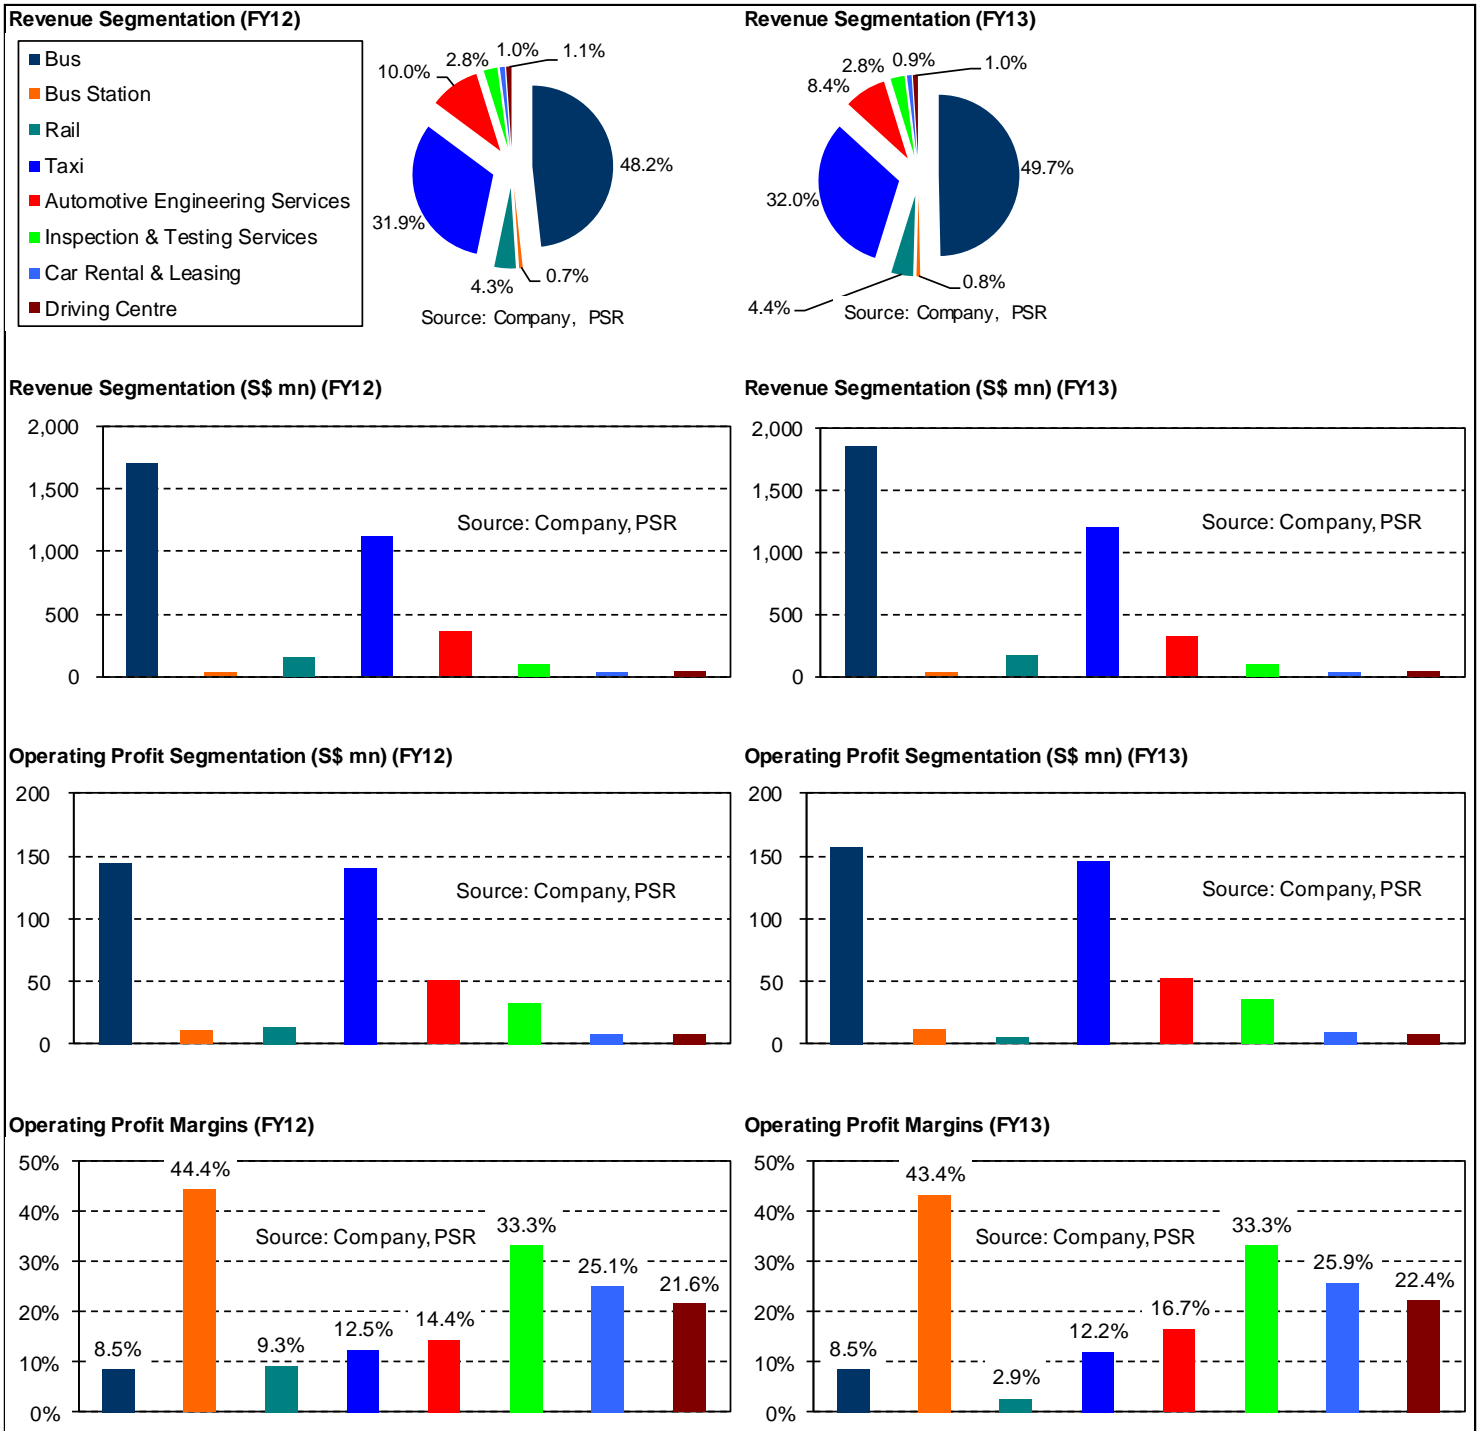 Revenue Segmentation (FY12)
Bus
Bus Station
Rail
Taxi
Automotive Engineering Services
Inspection & Testing Services
Car Rental & Leasing
Driving Centre
10.0%
2.8%
1.0%
1.1%
48.2%
31.9%
4.3%
0.7%
Source: Company, PSR
Revenue Segmentation (FY13)
8.4%
2.8%
0.9%
1.0%
49.7%
32.0%
4.4%
0.8%
Source: Company, PSR
Revenue Segmentation (S$ mn) (FY12)
2,000
1,500
1,000
500
0
Source: Company, PSR
Revenue Segmentation (S$ mn) (FY13)
2,000
1,500
1,000
500
0
Source: Company, PSR
Operating Profit Segmentation (S$ mn) (FY12)
200
150
100
50
0
Source: Company, PSR
Operating Profit Segmentation (S$ mn) (FY13)
200
150
100
50
0
Source: Company, PSR
Operating Profit Margins (FY12)
50%
40%
30%
20%
10%
0%
8.5%
44.4%
9.3%
12.5%
14.4%
33.3%
25.1%
21.6%
Source: Company, PSR
Operating Profit Margins (FY13)
50%
40%
30%
20%
10%
0%
8.5%
43.4%
2.9%
12.2%
16.7%
33.3%
25.9%
22.4%
Source: Company, PSR